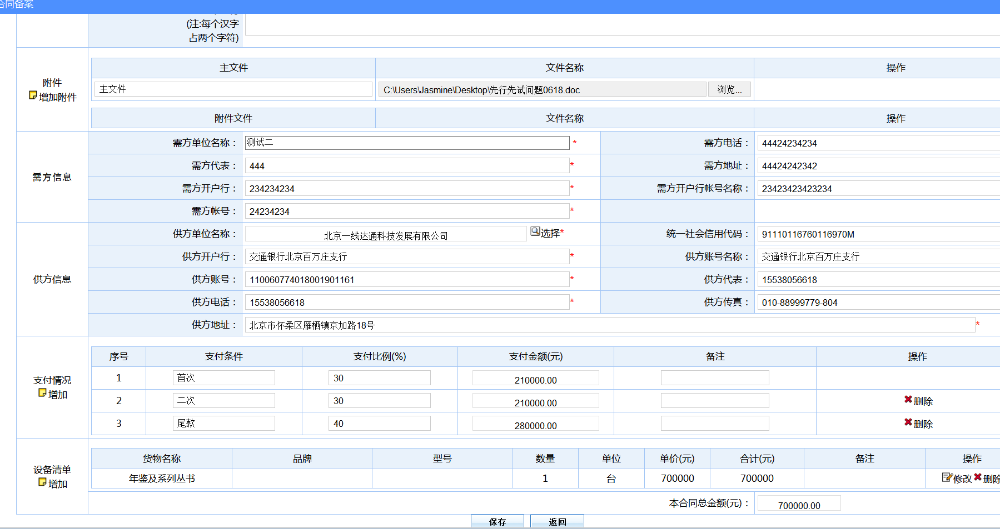 合同备案
(注:每个汉字
占两个字符)
附件
增加附件
主文件 文件名称 操作
主文件 C:\Users\Jasmine\Desktop\先行先试问题0618.doc 浏览...
附件文件 文件名称 操作
需方信息
需方单位名称： 测试二 * 需方电话： 44424234234
需方代表： 444 * 需方地址： 44424242342
需方开户行： 234234234 * 需方开户行帐号名称： 23423423423234
需方帐号： 24234234 *
供方信息
供方单位名称： 北京一线达通科技发展有限公司 选择* 统一社会信用代码： 91110116760116970M
供方开户行： 交通银行北京百万庄支行 * 供方账号名称： 交通银行北京百万庄支行
供方账号： 110060774018001901161 * 供方代表： 15538056618
供方电话： 15538056618 * 供方传真： 010-88999779-804
供方地址： 北京市怀柔区雁栖镇京加路18号 *
支付情况
增加
序号 支付条件 支付比例(%) 支付金额(元) 备注 操作
1 首次 30 210000.00
2 二次 30 210000.00 删除
3 尾款 40 280000.00 删除
设备清单
增加
货物名称 品牌 型号 数量 单位 单价(元) 合计(元) 备注 操作
年鉴及系列丛书 1 台 700000 700000 修改 删除
本合同总金额(元)： 700000.00
保存 返回